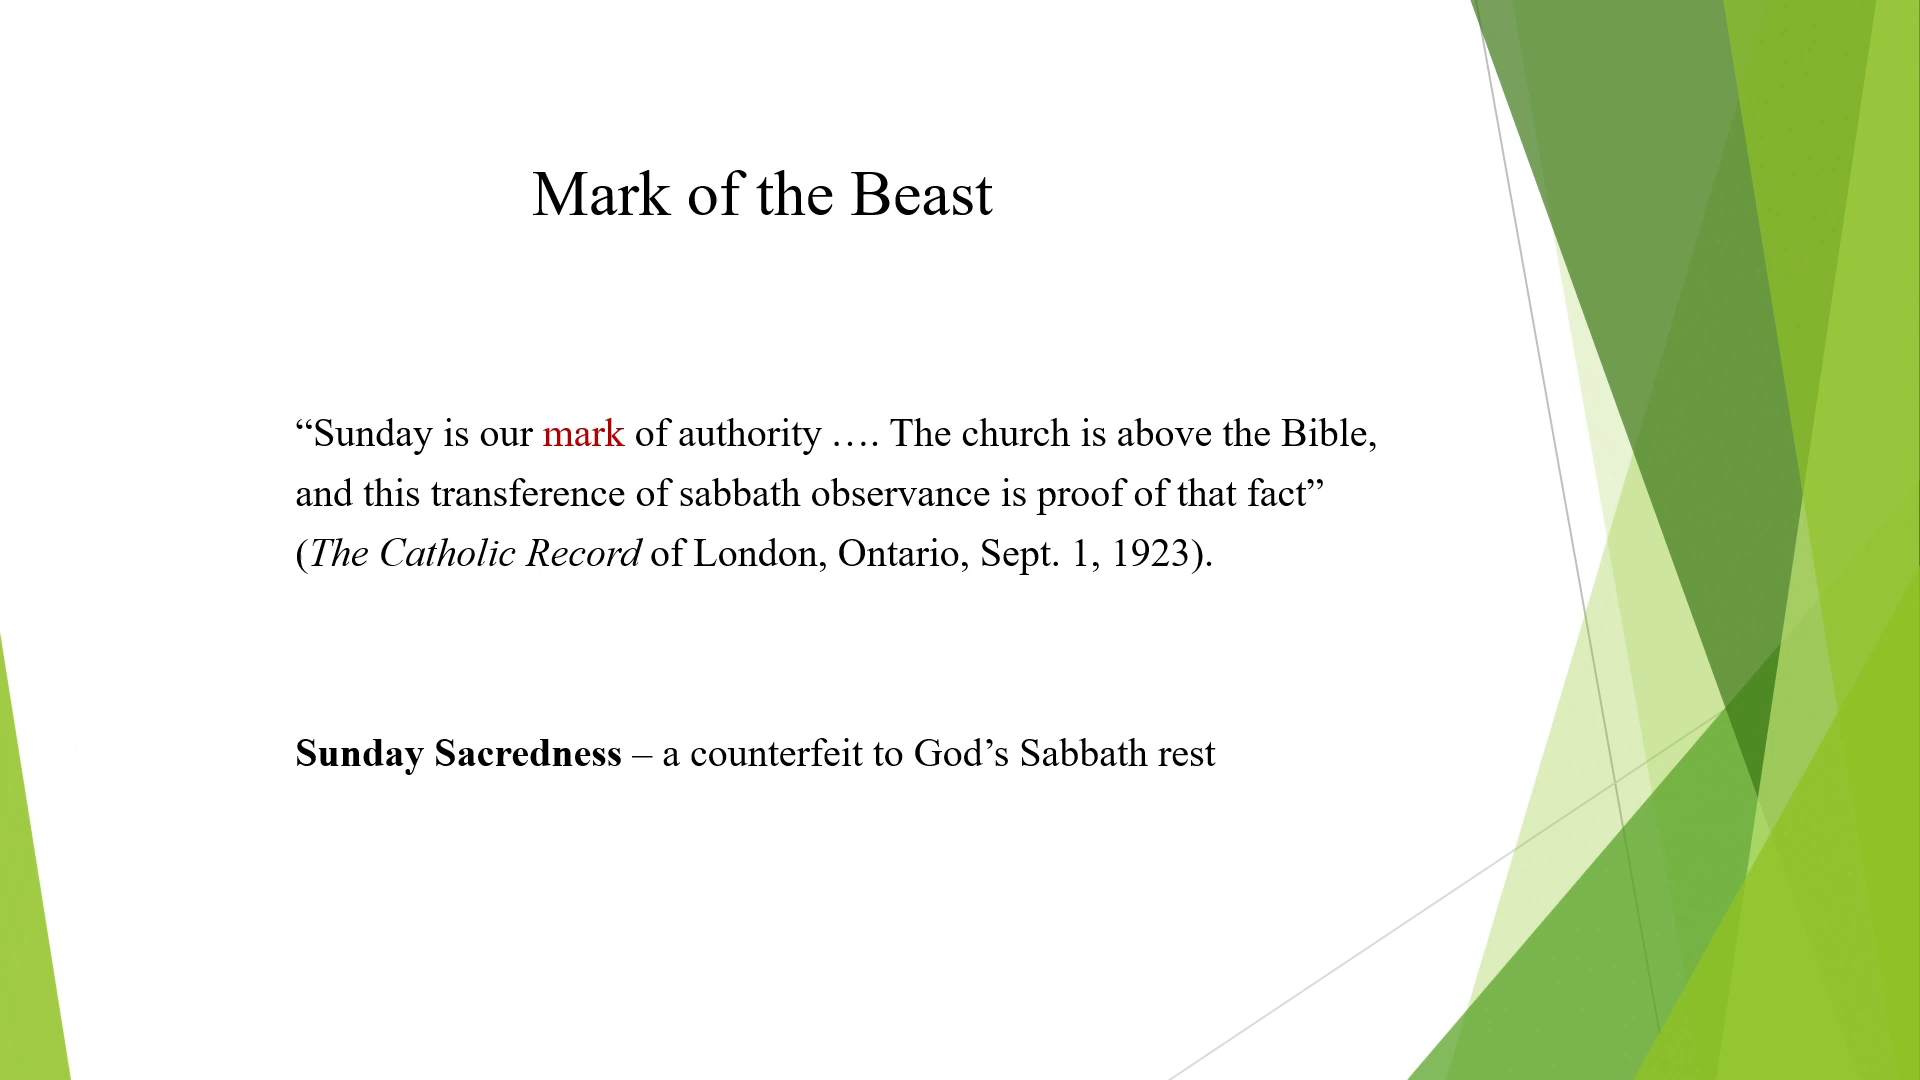 Mark of the Beast
“Sunday is our mark of authority …. The church is above the Bible,
and this transference of sabbath observance is proof of that fact”
(The Catholic Record of London, Ontario, Sept. 1, 1923).
Sunday Sacredness – a counterfeit to God’s Sabbath rest